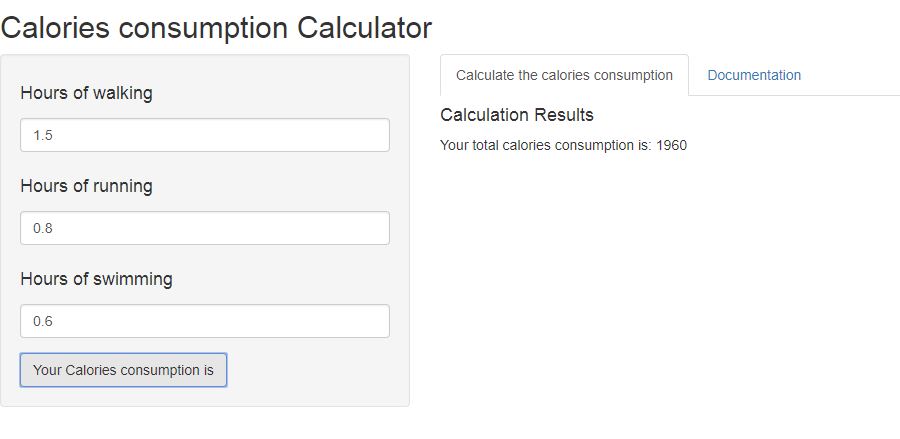 Calories consumption Calculator
Hours of walking
1.5
Hours of running
0.8
Hours of swimming
0.6
Your Calories consumption is
Calculate the calories consumption
Documentation
Calculation Results
Your total calories consumption is: 1960